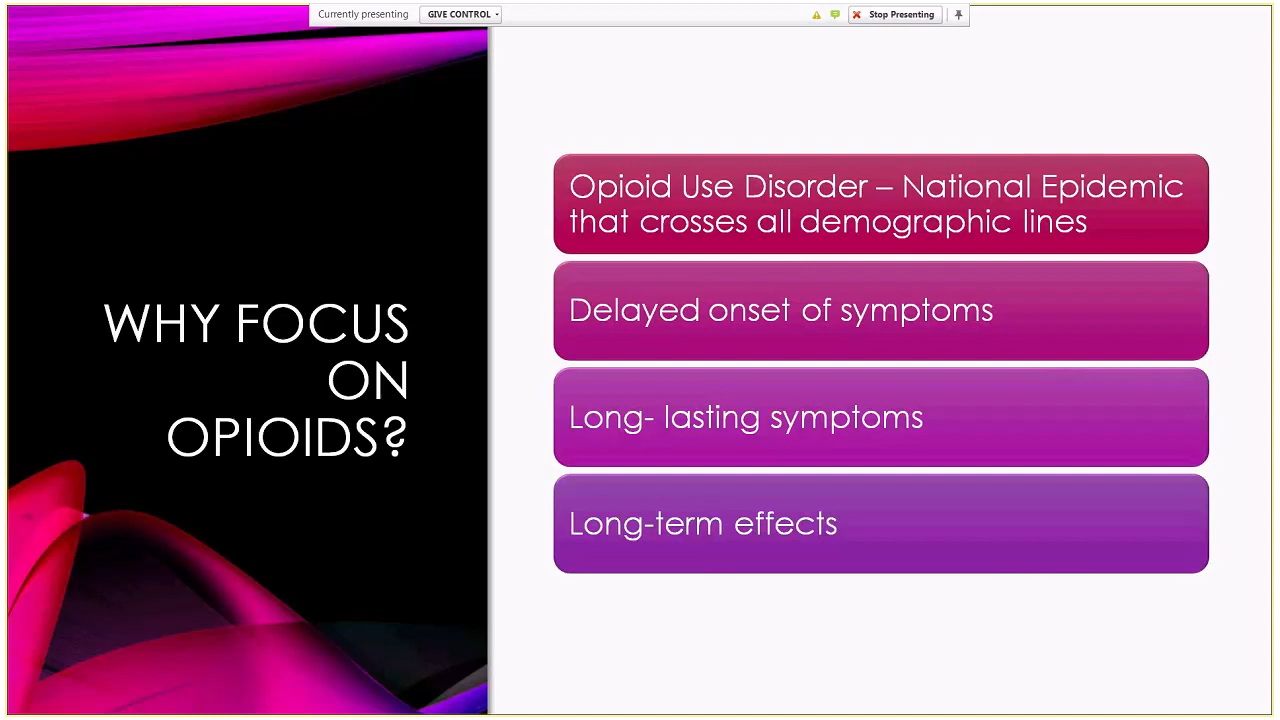 Currently presenting GIVE CONTROL Stop Presenting
WHY FOCUS
ON
OPIOIDS?
Opioid Use Disorder – National Epidemic
that crosses all demographic lines
Delayed onset of symptoms
Long- lasting symptoms
Long-term effects